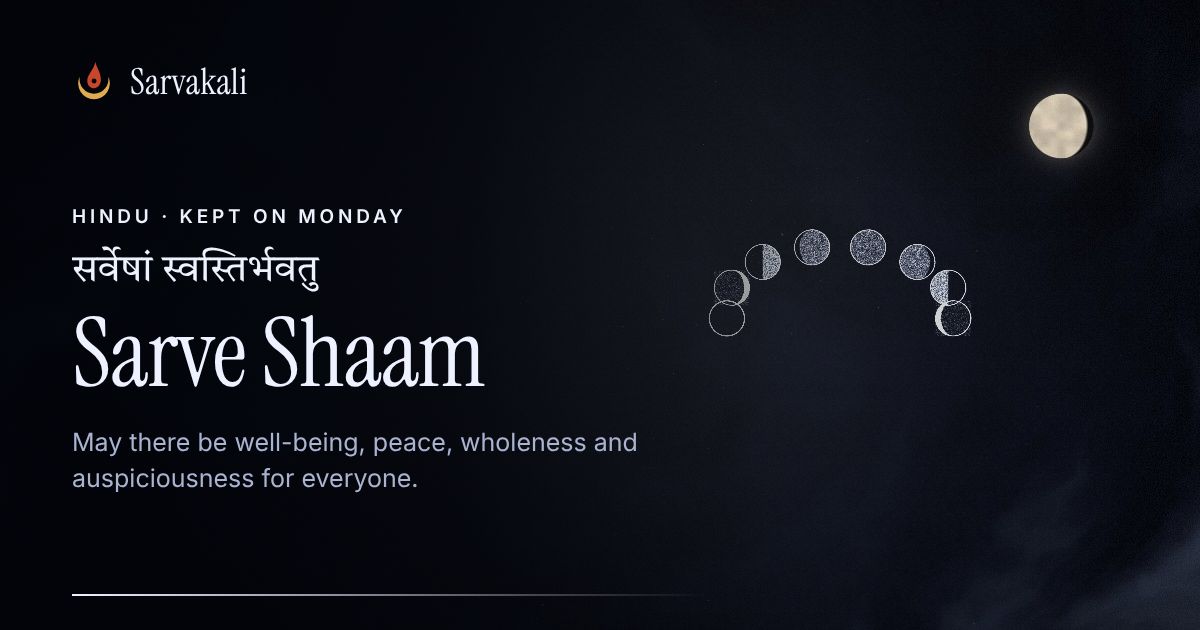 Sarvakali
HINDU · KEPT ON MONDAY
सर्वेषां स्वस्तिर्भवतु
Sarve Shaam
May there be well-being, peace, wholeness and
auspiciousness for everyone.